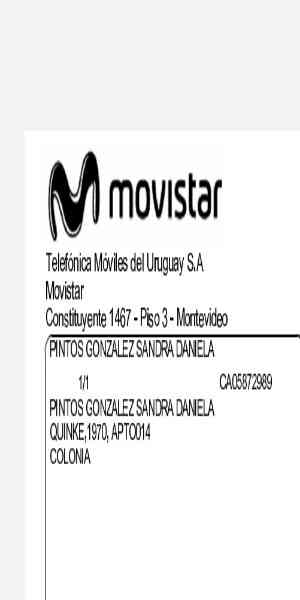 movistar
Telefónica Móviles del Uruguay S.A
Movistar
Constituyente 1467 - Piso 3 - Montevideo
PINTOS GONZALEZ SANDRA DANIELA
1/1 CA05872989
PINTOS GONZALEZ SANDRA DANIELA
QUINKE,1970, APTO014
COLONIA